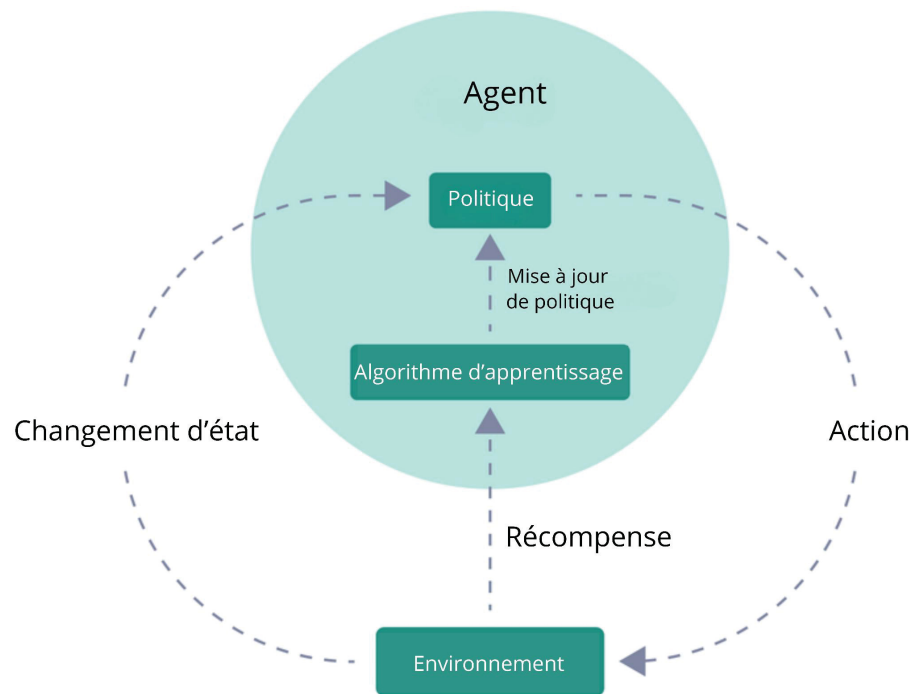 Agent
Politique
Mise à jour
de politique
Algorithme d’apprentissage
Changement d’état
Action
Récompense
Environnement